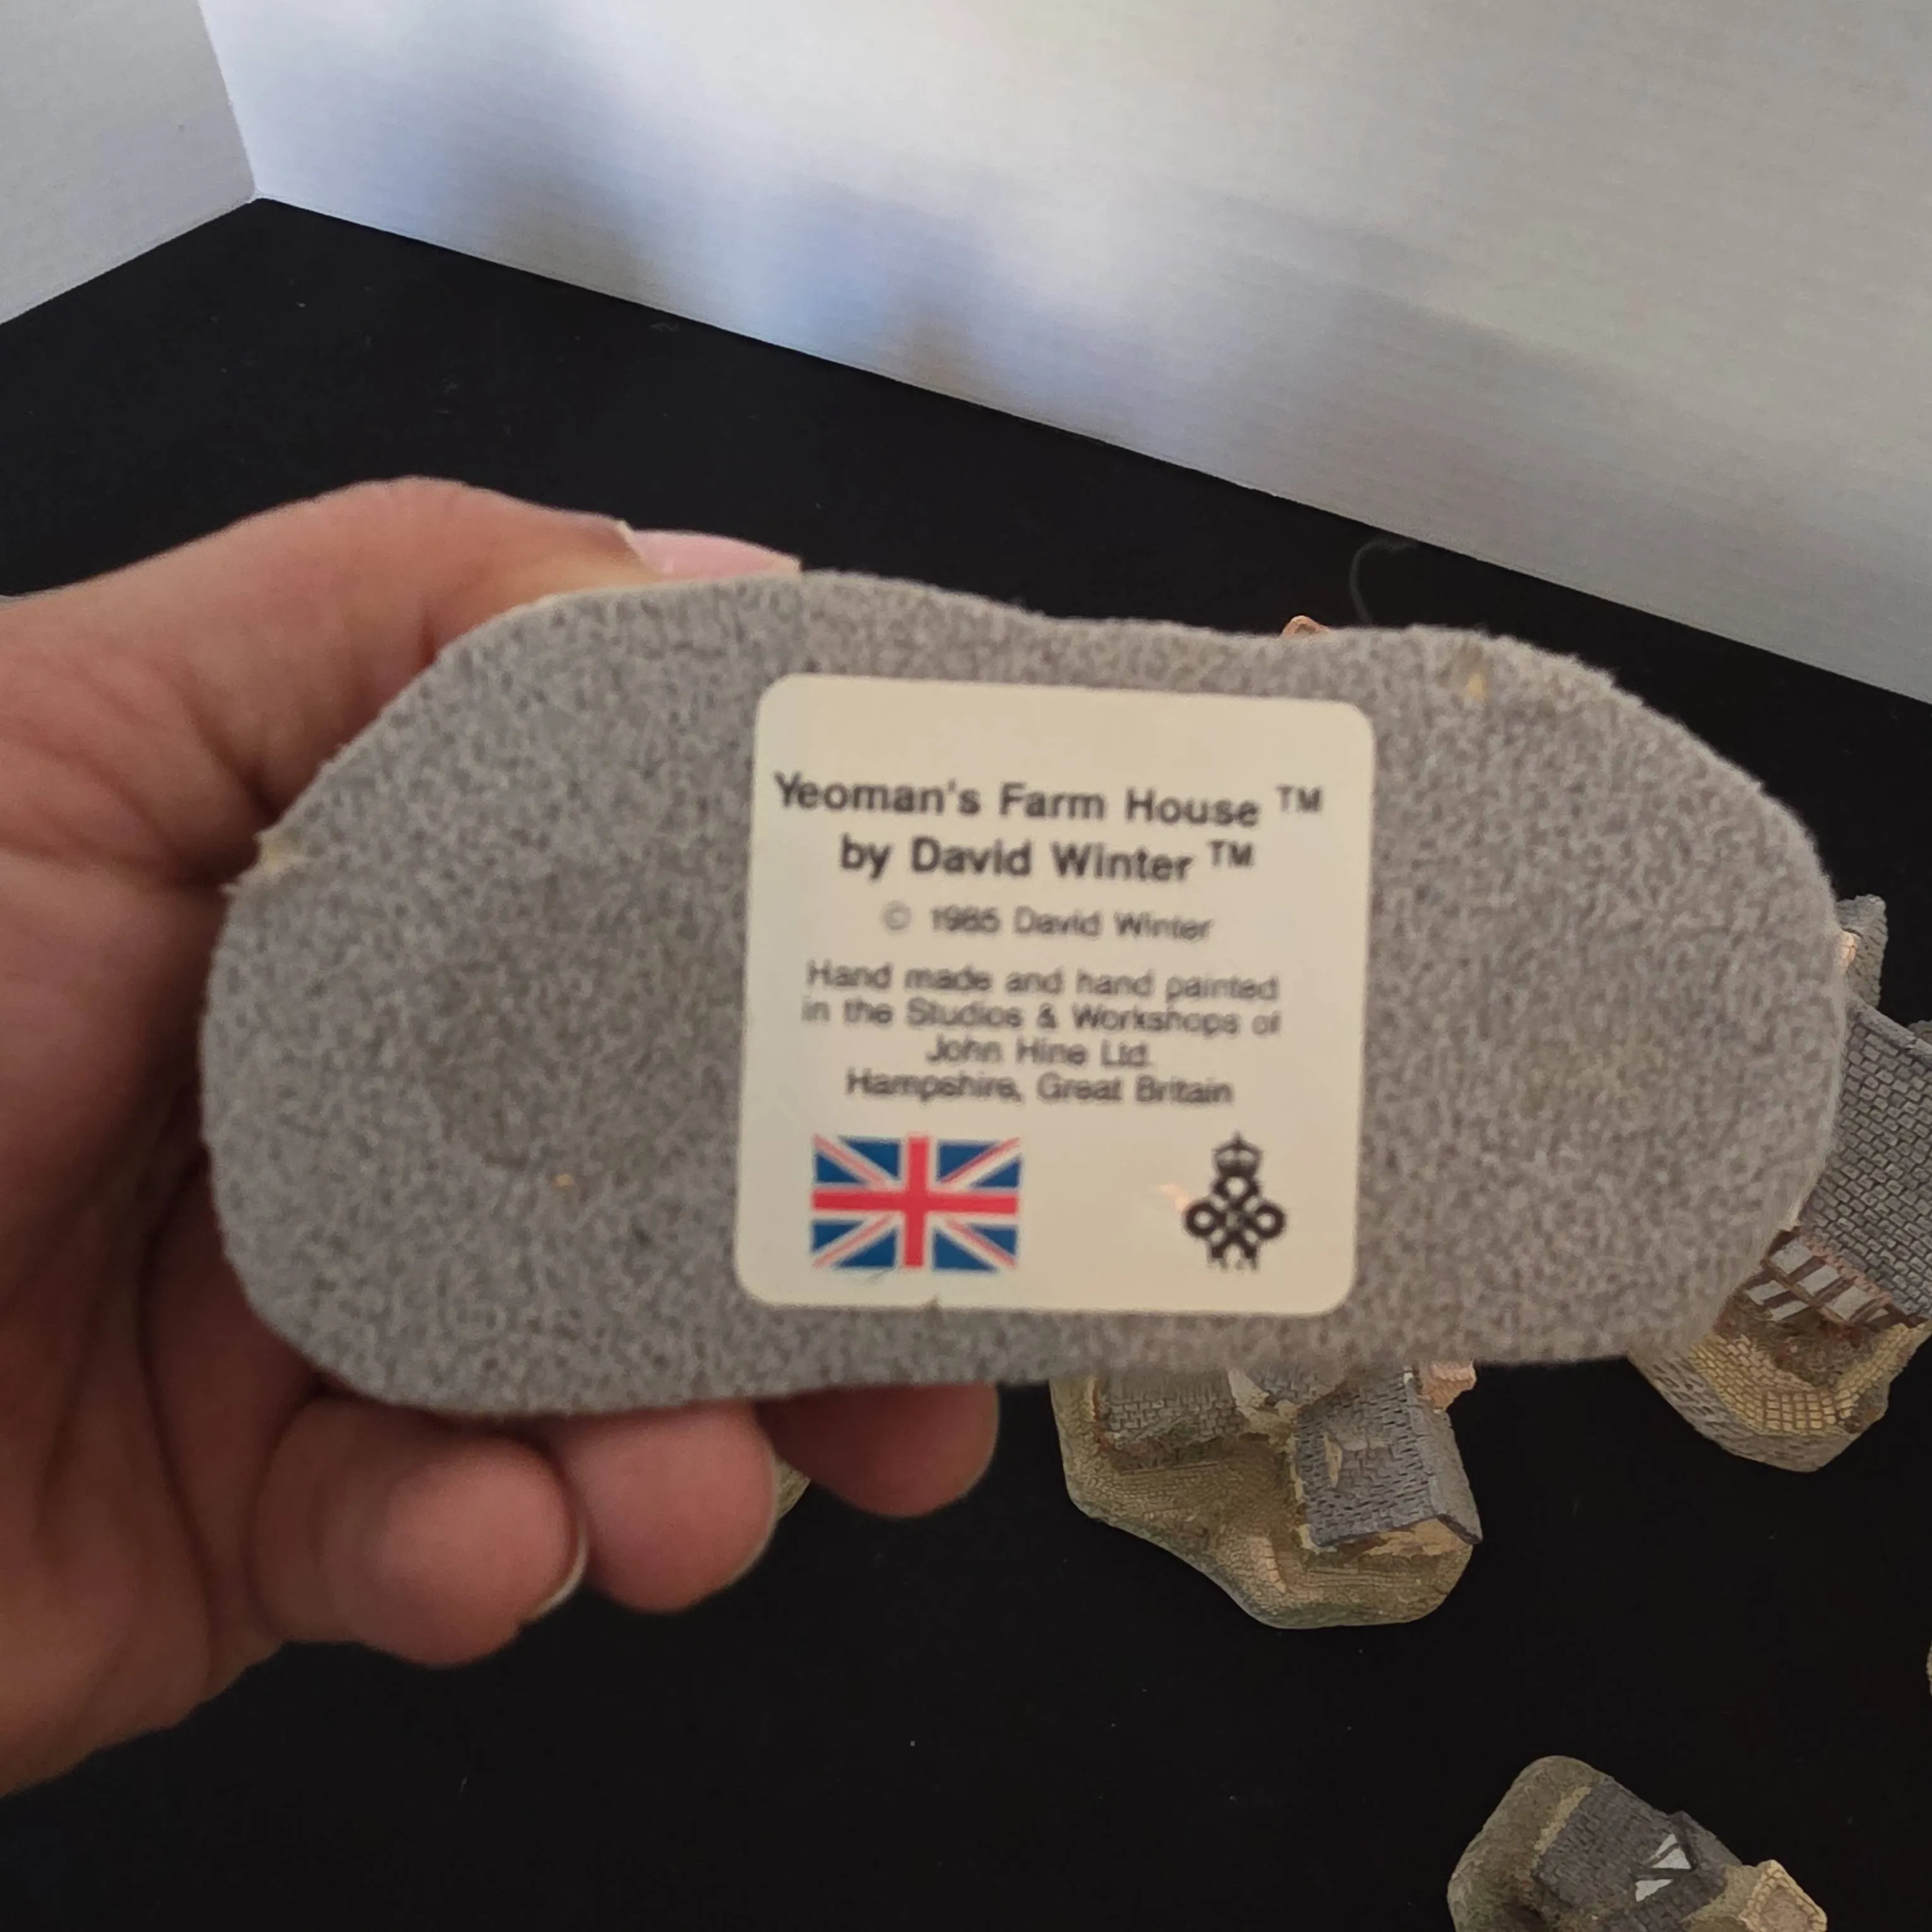 Yeoman's Farm House ™
by David Winter ™
© 1985 David Winter
Hand made and hand painted
in the Studios & Workshops of
John Hine Ltd.
Hampshire, Great Britain